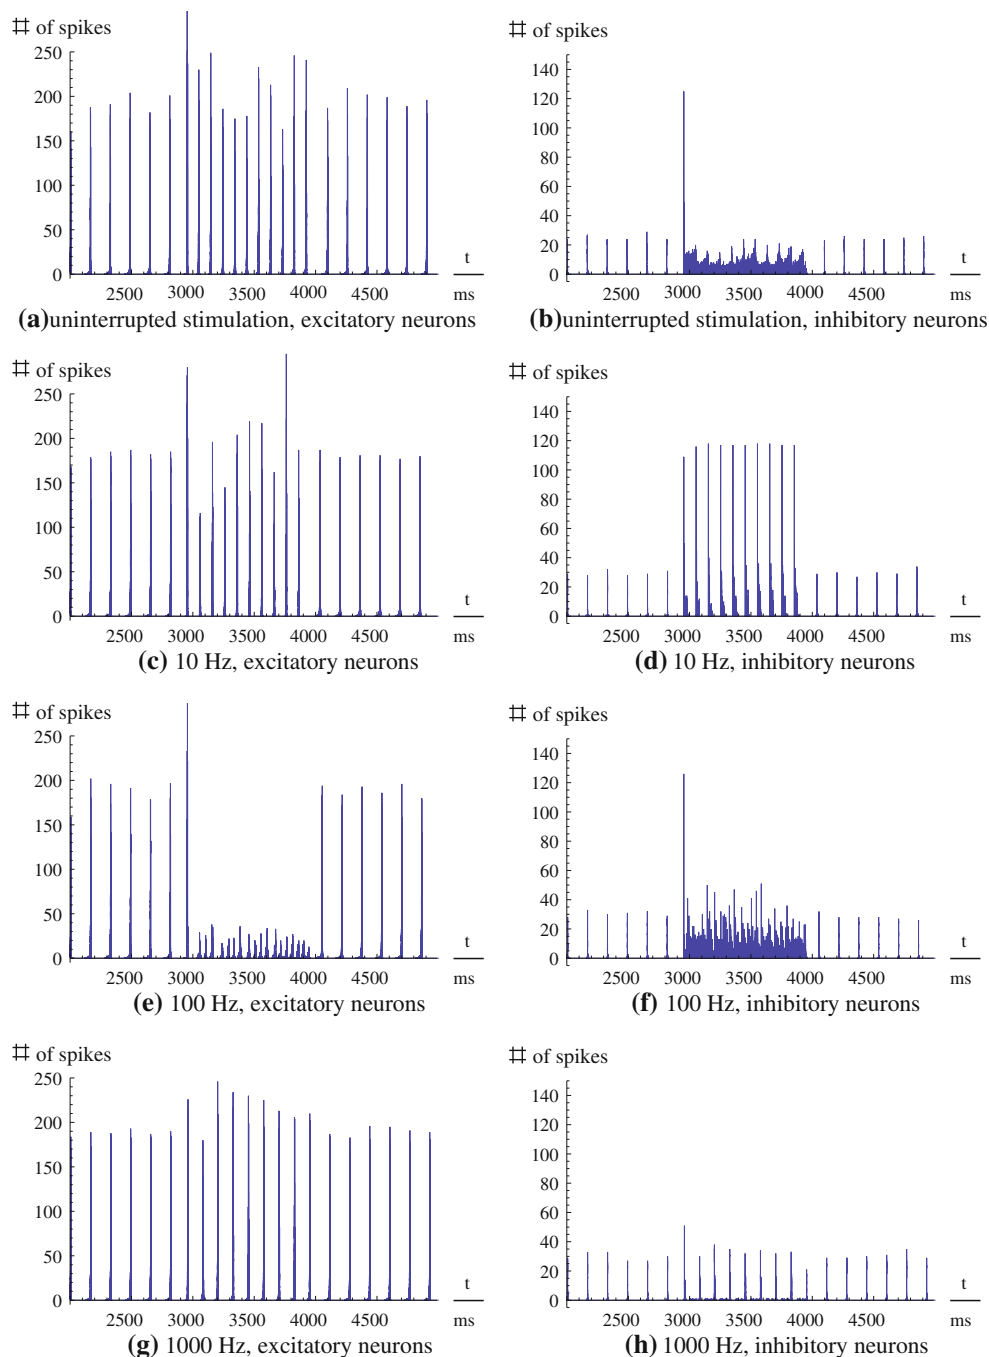 # of spikes
250
200
150
100
50
0
2500 3000 3500 4000 4500
t
ms
(a)uninterrupted stimulation, excitatory neurons
# of spikes
140
120
100
80
60
40
20
0
2500 3000 3500 4000 4500
t
ms
(b)uninterrupted stimulation, inhibitory neurons
# of spikes
250
200
150
100
50
0
2500 3000 3500 4000 4500
t
ms
(c) 10 Hz, excitatory neurons
# of spikes
140
120
100
80
60
40
20
0
2500 3000 3500 4000 4500
t
ms
(d) 10 Hz, inhibitory neurons
# of spikes
250
200
150
100
50
0
2500 3000 3500 4000 4500
t
ms
(e) 100 Hz, excitatory neurons
# of spikes
140
120
100
80
60
40
20
0
2500 3000 3500 4000 4500
t
ms
(f) 100 Hz, inhibitory neurons
# of spikes
250
200
150
100
50
0
2500 3000 3500 4000 4500
t
ms
(g) 1000 Hz, excitatory neurons
# of spikes
140
120
100
80
60
40
20
0
2500 3000 3500 4000 4500
t
ms
(h) 1000 Hz, inhibitory neurons